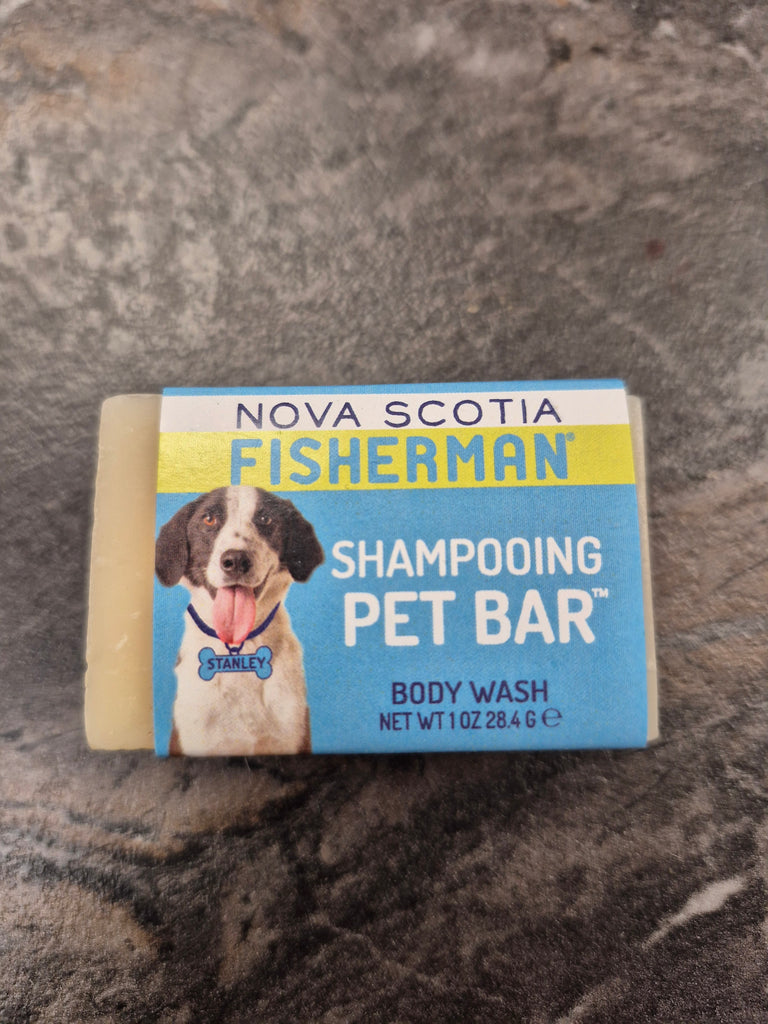 NOVA SCOTIA
FISHERMAN®
SHAMPOOING
PET BAR™
STANLEY
BODY WASH
NET WT 1 OZ 28.4 G ℮